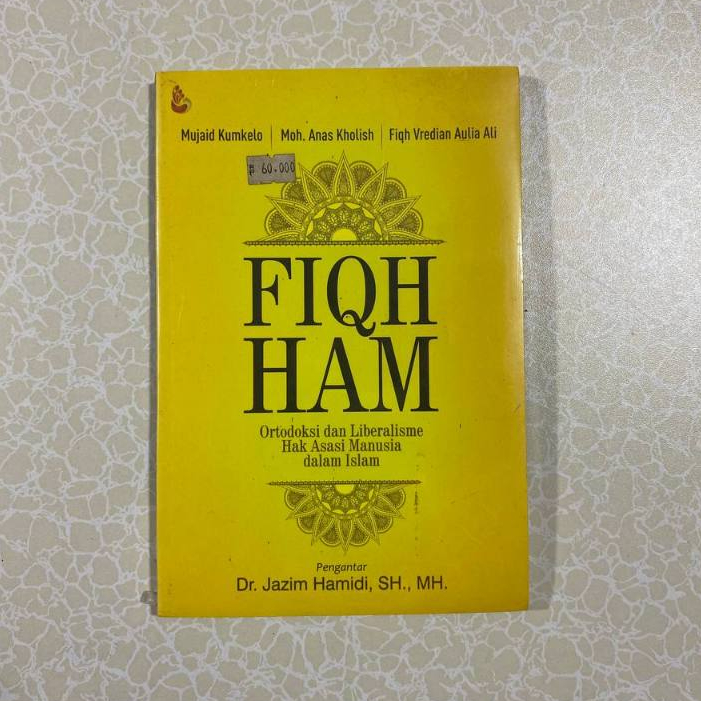 Mujaid Kumkelo | Moh. Anas Kholish | Fiqh Vredian Aulia Ali
60.000
FIQH
HAM
Ortodoksi dan Liberalisme
Hak Asasi Manusia
dalam Islam
Pengantar
Dr. Jazim Hamidi, SH., MH.